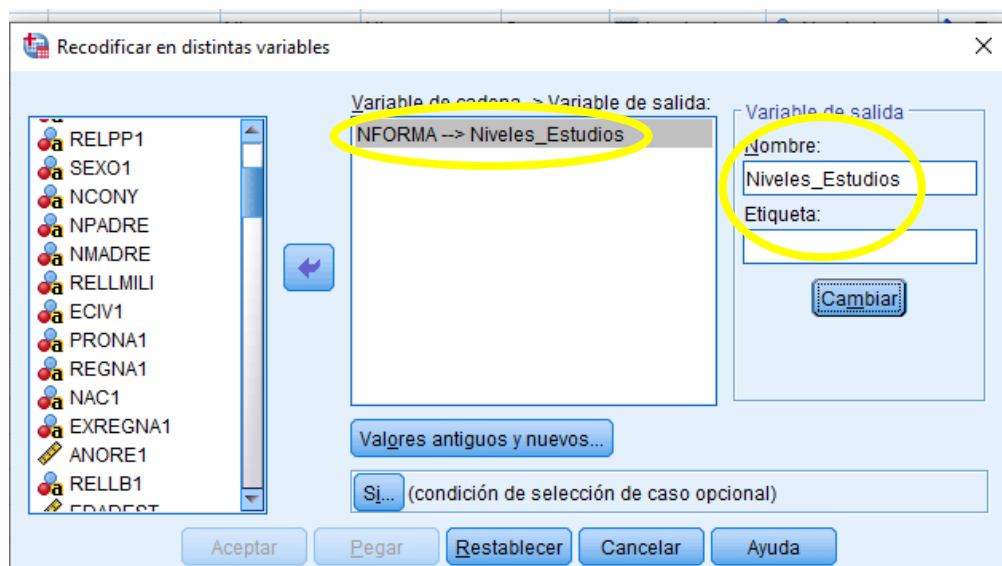 Recodificar en distintas variables
Variable de cadena -> Variable de salida:
NFORMA --> Niveles_Estudios
RELPP1
SEXO1
NCONY
NPADRE
NMADRE
RELLMILI
ECIV1
PRONA1
REGNA1
NAC1
EXREGNA1
ANORE1
RELLB1
EDADEST
Variable de salida
Nombre:
Niveles_Estudios
Etiqueta:
Cambiar
Valores antiguos y nuevos...
Si... (condición de selección de caso opcional)
Aceptar
Pegar
Restablecer
Cancelar
Ayuda